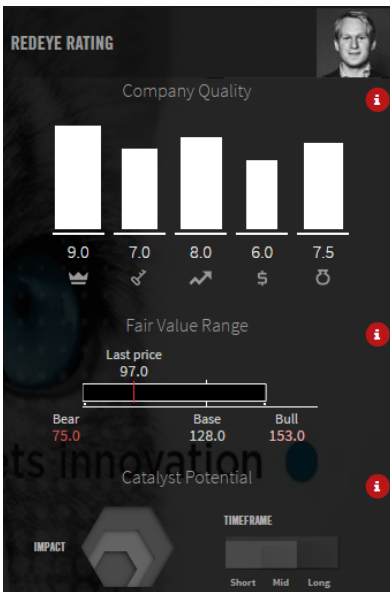 REDEYE RATING
Company Quality
9.0 7.0 8.0 6.0 7.5
$
Fair Value Range
Last price
97.0
Bear Base Bull
75.0 128.0 153.0
ts innovation
Catalyst Potential
TIMEFRAME
IMPACT
Short Mid Long